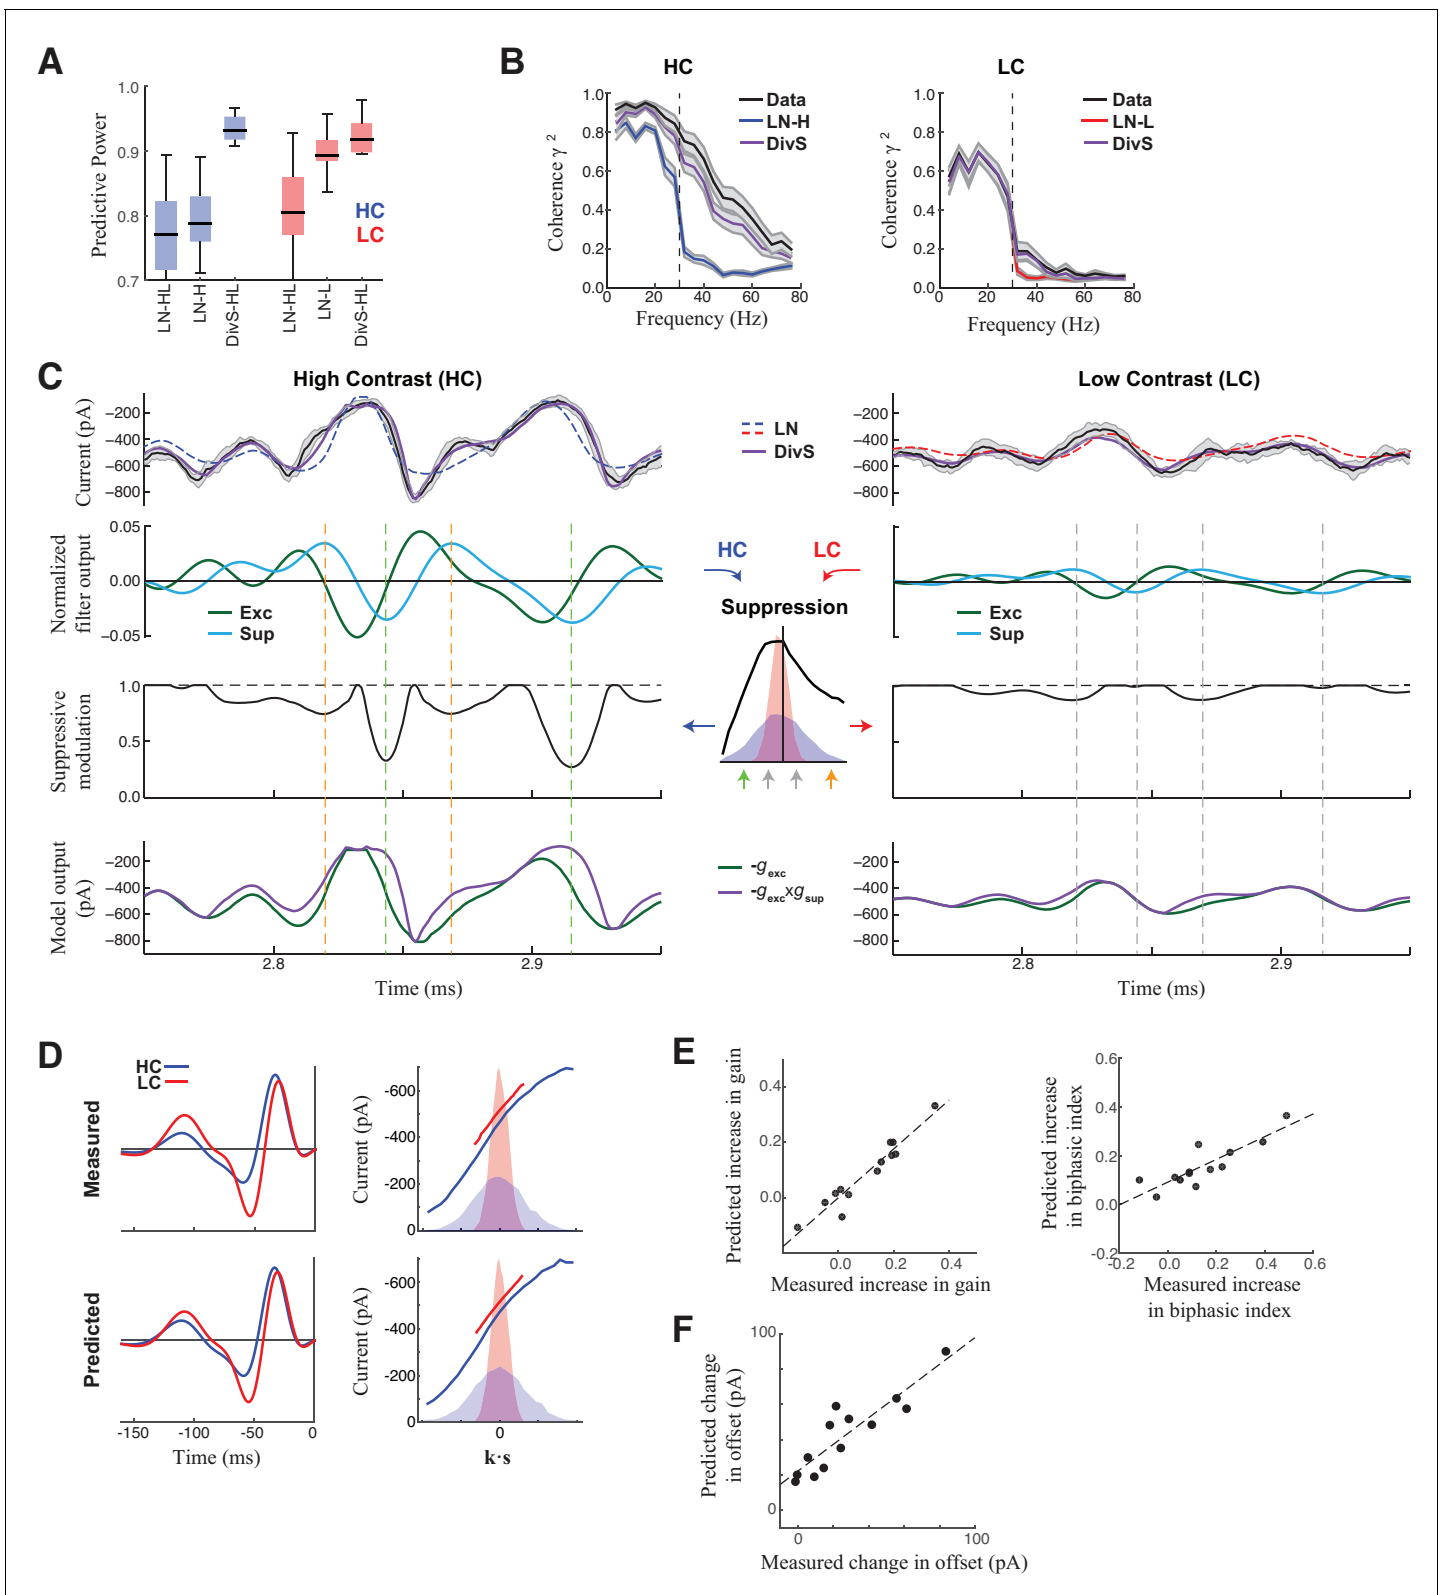 A
1.0
0.9
0.8
0.7
Predictive Power
HC
LC
LN-HL
LN-H
DivS-HL
LN-HL
LN-L
DivS-HL
B
HC
1.0
0.8
0.6
0.4
0.2
0.0
Coherence γ 2
Data
LN-H
DivS
0
20
40
60
80
Frequency (Hz)
LC
1.0
0.8
0.6
0.4
0.2
0.0
Coherence γ 2
Data
LN-L
DivS
0
20
40
60
80
Frequency (Hz)
C
High Contrast (HC)
Low Contrast (LC)
Current (pA)
−200
−400
−600
−800
LN
DivS
−200
−400
−600
−800
Normalized
filter output
0.05
0.00
-0.05
Exc
Sup
HC
LC
Suppression
Exc
Sup
Suppressive
modulation
1.0
0.5
0.0
Model output
(pA)
−200
−400
−600
−800
-gexc
-gexcxgsup
−200
−400
−600
−800
2.8
2.9
Time (ms)
2.8
2.9
Time (ms)
D
HC
LC
Measured
Current (pA)
-600
-400
-200
0
Predicted
-150
-100
-50
0
Time (ms)
Current (pA)
-600
-400
-200
0
0
k·s
E
Predicted increase in gain
0.4
0.2
0.0
0.0
0.2
0.4
Measured increase in gain
Predicted increase
in biphasic index
0.6
0.4
0.2
0.0
-0.2
-0.2
0.0
0.2
0.4
0.6
Measured increase
in biphasic index
F
Predicted change
in offset (pA)
100
0
0
100
Measured change in offset (pA)